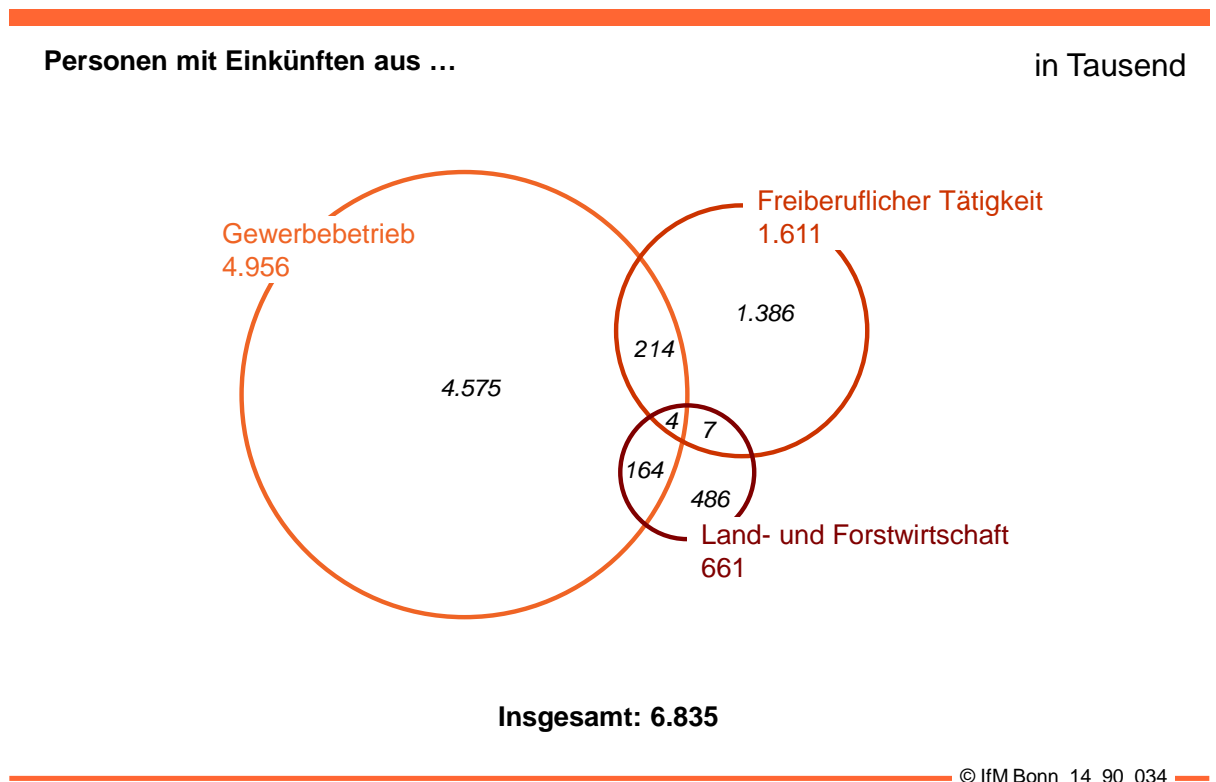 Personen mit Einkünften aus …
in Tausend
Freiberuflicher Tätigkeit
1.611
Gewerbebetrieb
4.956
1.386
214
4.575
4
7
164
486
Land- und Forstwirtschaft
661
Insgesamt: 6.835
© IfM Bonn 14 90 034